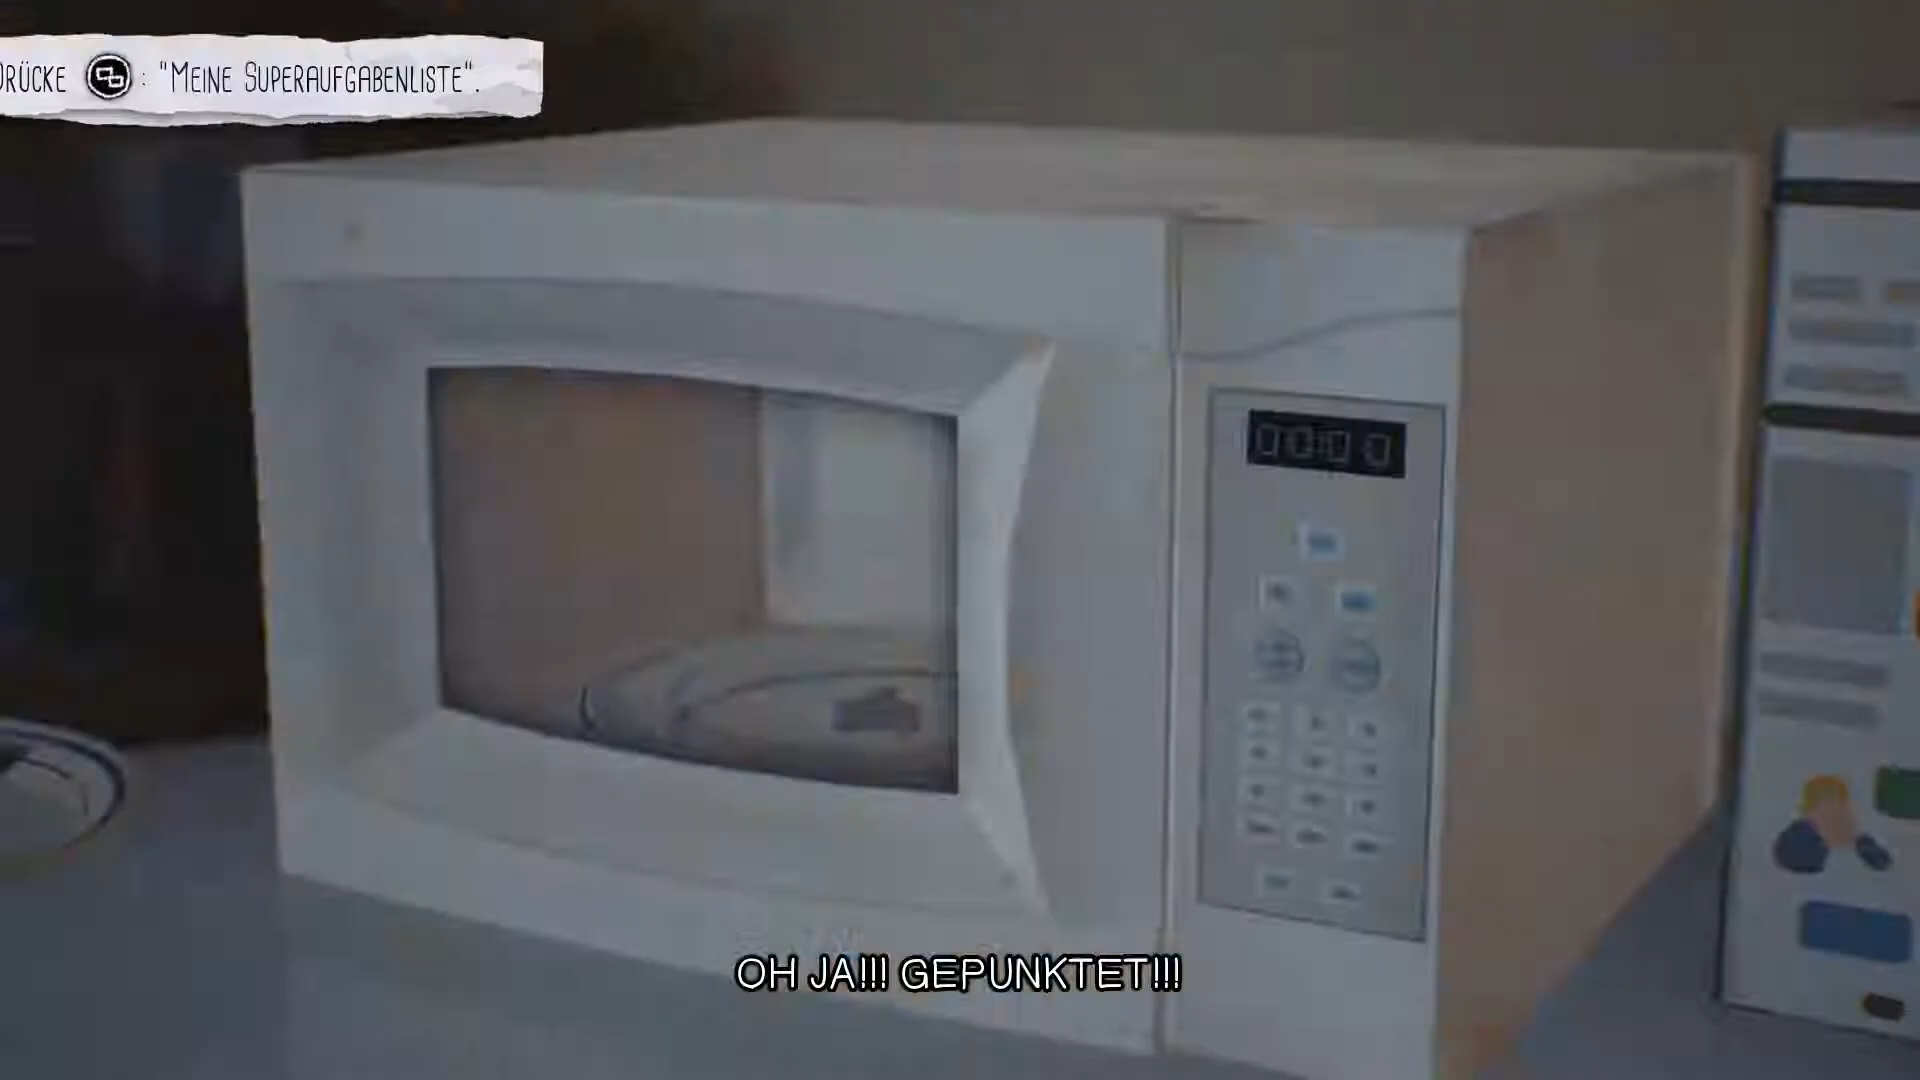 DRÜCKE : "MEINE SUPERAUFGABENLISTE".
00:00
OH JA!!! GEPUNKTET!!!